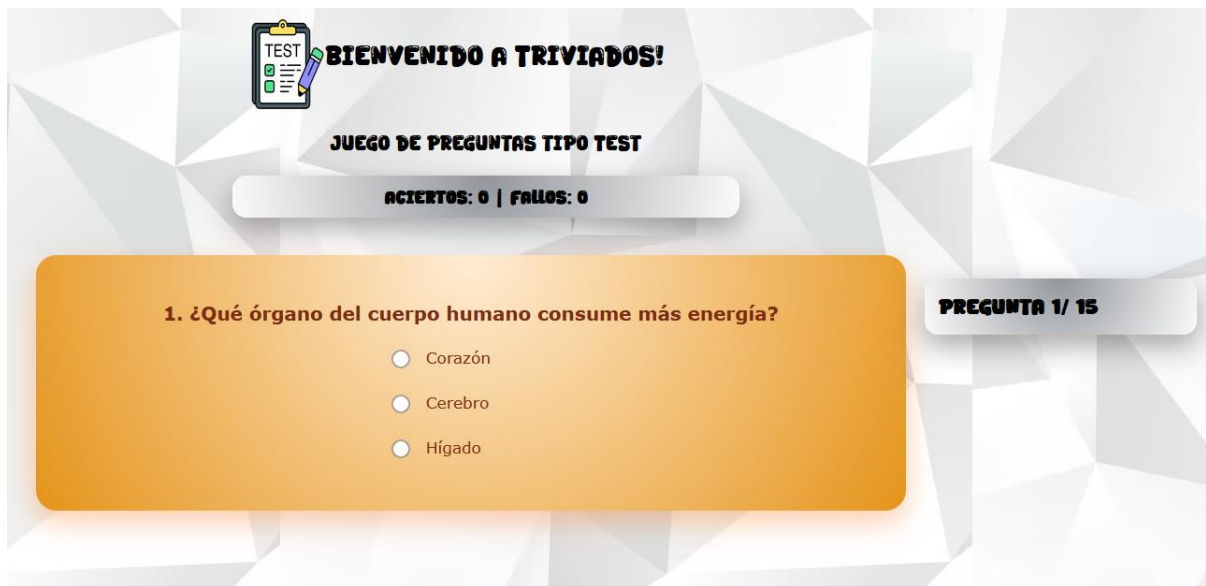 TEST
BIENVENIDO A TRIVIADOS!
JUEGO DE PREGUNTAS TIPO TEST
ACIERTOS: 0 | FALLOS: 0
1. ¿Qué órgano del cuerpo humano consume más energía?
Corazón
Cerebro
Hígado
PREGUNTA 1/ 15